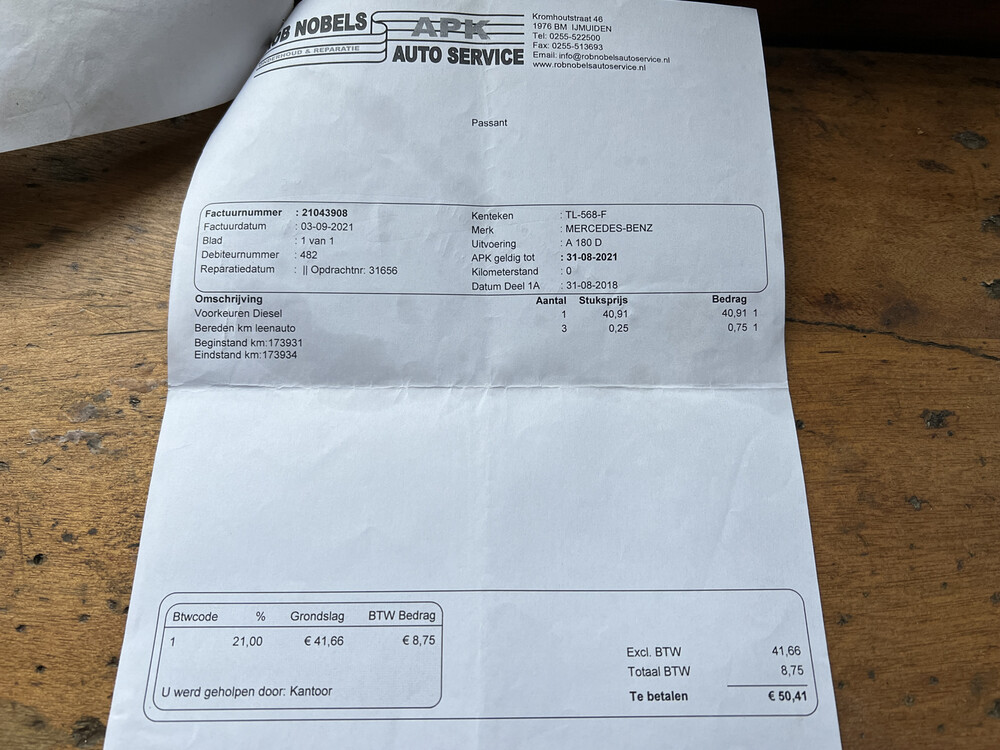 OB NOBELS
ONDERHOUD & REPARATIE
APK
AUTO SERVICE
Kromhoutstraat 46
1976 BM IJMUIDEN
Tel: 0255-522500
Fax: 0255-513693
Email: info@robnobelsautoservice.nl
www.robnobelsautoservice.nl
Passant
Factuurnummer : 21043908
Factuurdatum : 03-09-2021
Blad : 1 van 1
Debiteurnummer : 482
Reparatiedatum : || Opdrachtnr: 31656
Kenteken : TL-568-F
Merk : MERCEDES-BENZ
Uitvoering : A 180 D
APK geldig tot : 31-08-2021
Kilometerstand : 0
Datum Deel 1A : 31-08-2018
Omschrijving Aantal Stuksprijs Bedrag
Voorkeuren Diesel 1 40,91 40,91 1
Bereden km leenauto 3 0,25 0,75 1
Beginstand km:173931
Eindstand km:173934
Btwcode % Grondslag BTW Bedrag
1 21,00 € 41,66 € 8,75
U werd geholpen door: Kantoor
Excl. BTW 41,66
Totaal BTW 8,75
Te betalen € 50,41